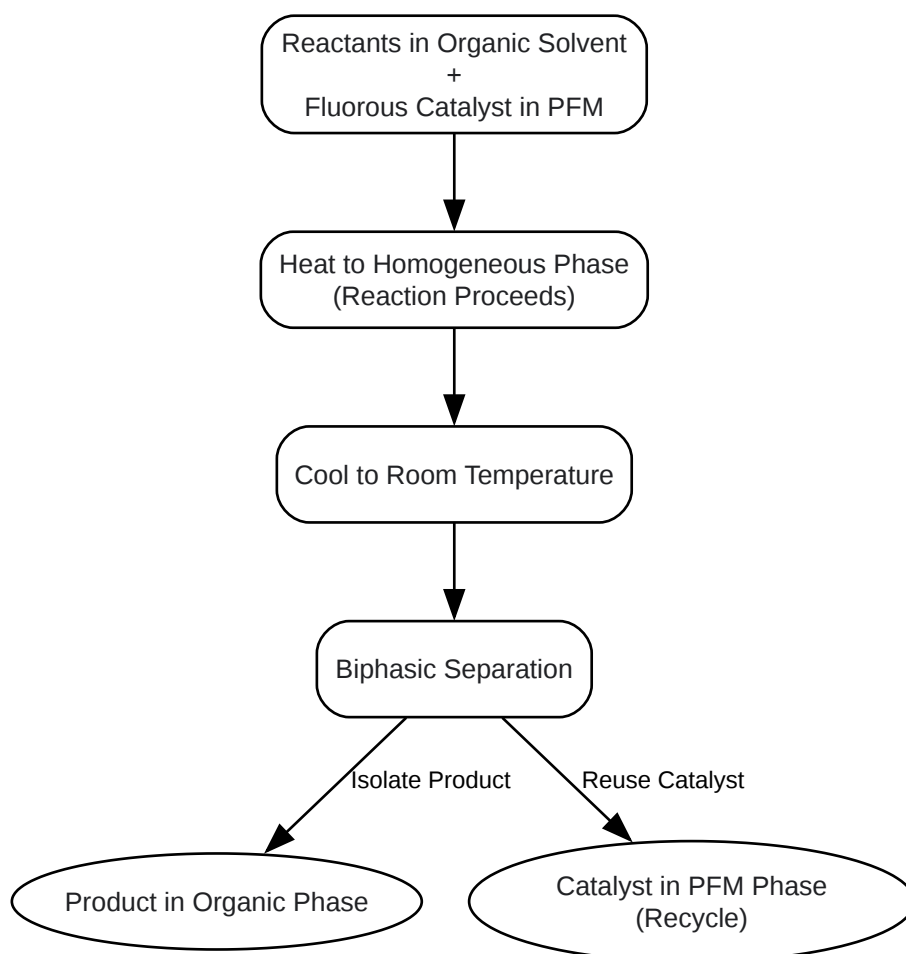 Reactants in Organic Solvent
+
Fluorous Catalyst in PFM
Heat to Homogeneous Phase
(Reaction Proceeds)
Cool to Room Temperature
Biphasic Separation
Isolate Product
Reuse Catalyst
Product in Organic Phase
Catalyst in PFM Phase
(Recycle)